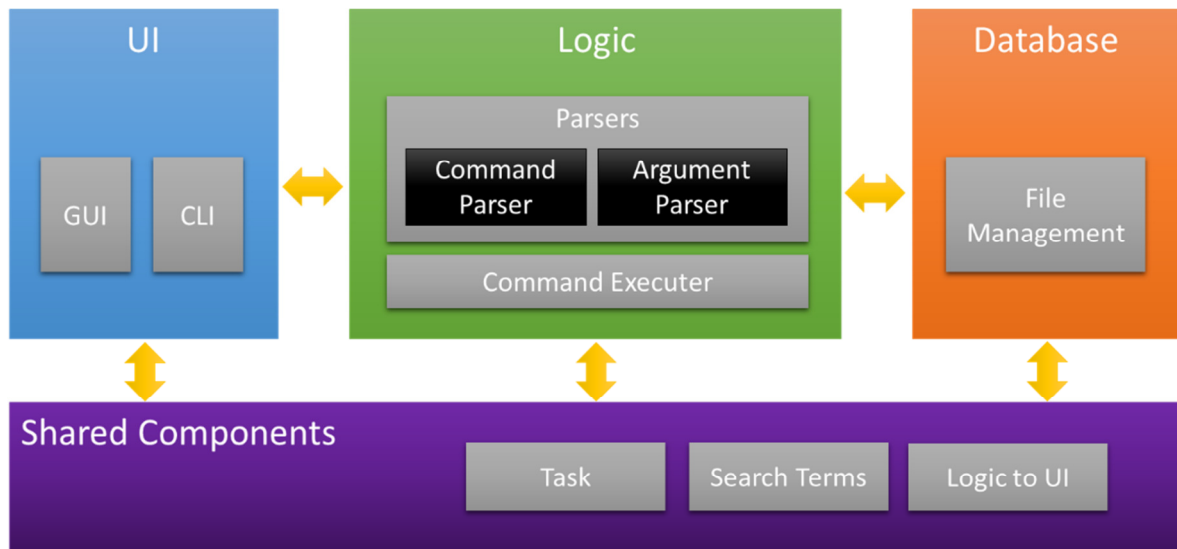 UI
GUI
CLI
Logic
Parsers
Command
Parser
Argument
Parser
Command Executer
Database
File
Management
Shared Components
Task
Search Terms
Logic to UI